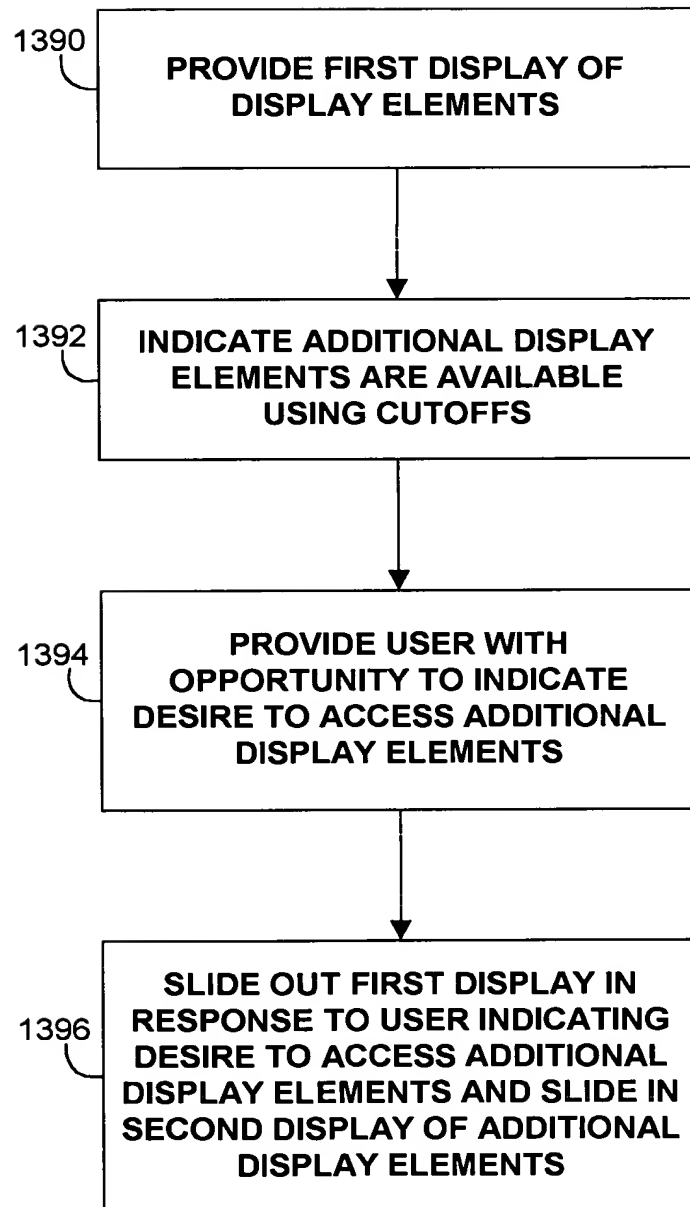 1390
PROVIDE FIRST DISPLAY OF
DISPLAY ELEMENTS
1392
INDICATE ADDITIONAL DISPLAY
ELEMENTS ARE AVAILABLE
USING CUTOFFS
1394
PROVIDE USER WITH
OPPORTUNITY TO INDICATE
DESIRE TO ACCESS ADDITIONAL
DISPLAY ELEMENTS
1396
SLIDE OUT FIRST DISPLAY IN
RESPONSE TO USER INDICATING
DESIRE TO ACCESS ADDITIONAL
DISPLAY ELEMENTS AND SLIDE IN
SECOND DISPLAY OF ADDITIONAL
DISPLAY ELEMENTS